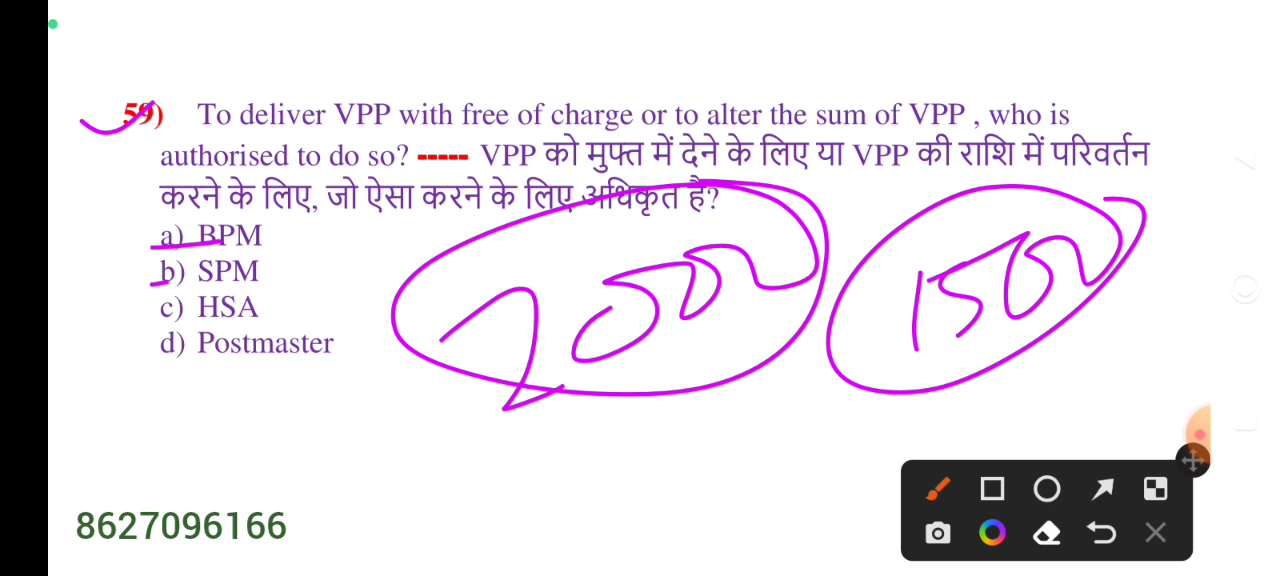 59) To deliver VPP with free of charge or to alter the sum of VPP , who is
authorised to do so? ----- VPP को मुफ्त में देने के लिए या VPP की राशि में परिवर्तन
करने के लिए, जो ऐसा करने के लिए अधिकृत है?
a) BPM
b) SPM
c) HSA
d) Postmaster
2000
1500
8627096166